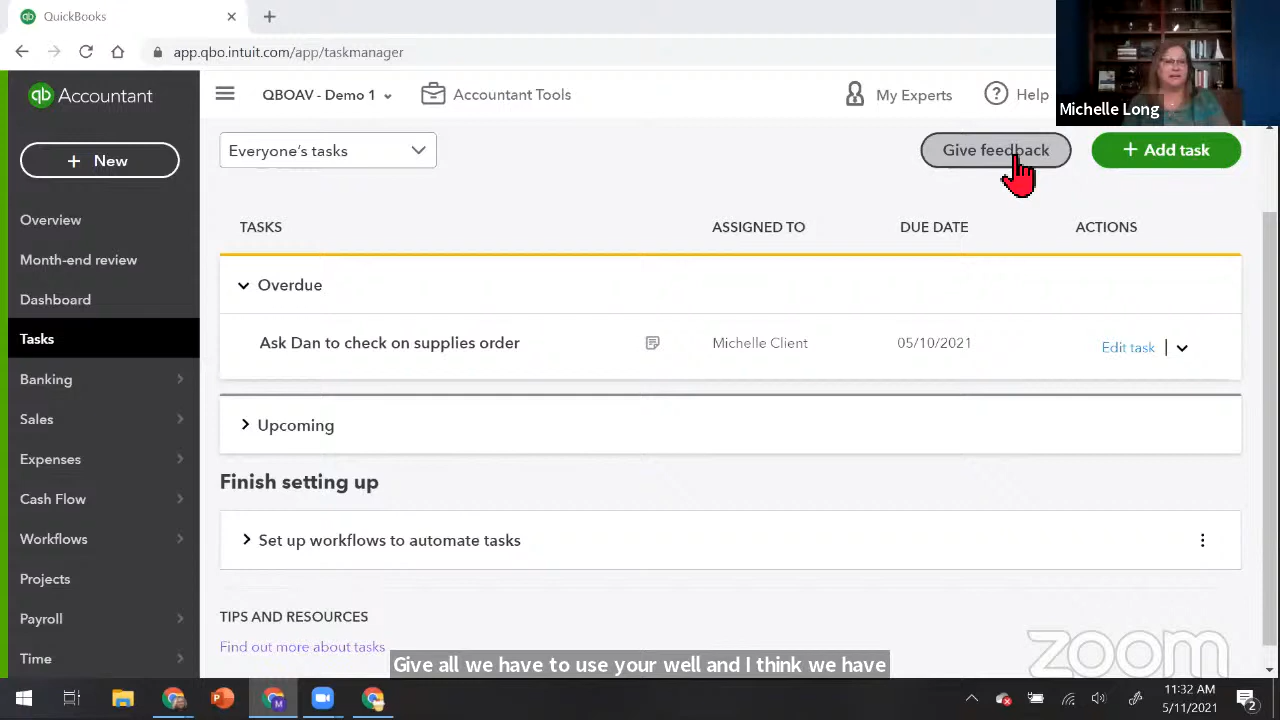 QuickBooks
app.qbo.intuit.com/app/taskmanager
qb Accountant
QBOAV - Demo 1
Accountant Tools
My Experts
Help
Michelle Long
+ New
Everyone's tasks
Give feedback
+ Add task
Overview
Month-end review
Dashboard
Tasks
Banking
Sales
Expenses
Cash Flow
Workflows
Projects
Payroll
Time
TASKS
ASSIGNED TO
DUE DATE
ACTIONS
Overdue
Ask Dan to check on supplies order
Michelle Client
05/10/2021
Edit task
Upcoming
Finish setting up
Set up workflows to automate tasks
TIPS AND RESOURCES
Find out more about tasks
Give all we have to use your well and I think we have
zoom
11:32 AM
5/11/2021
2